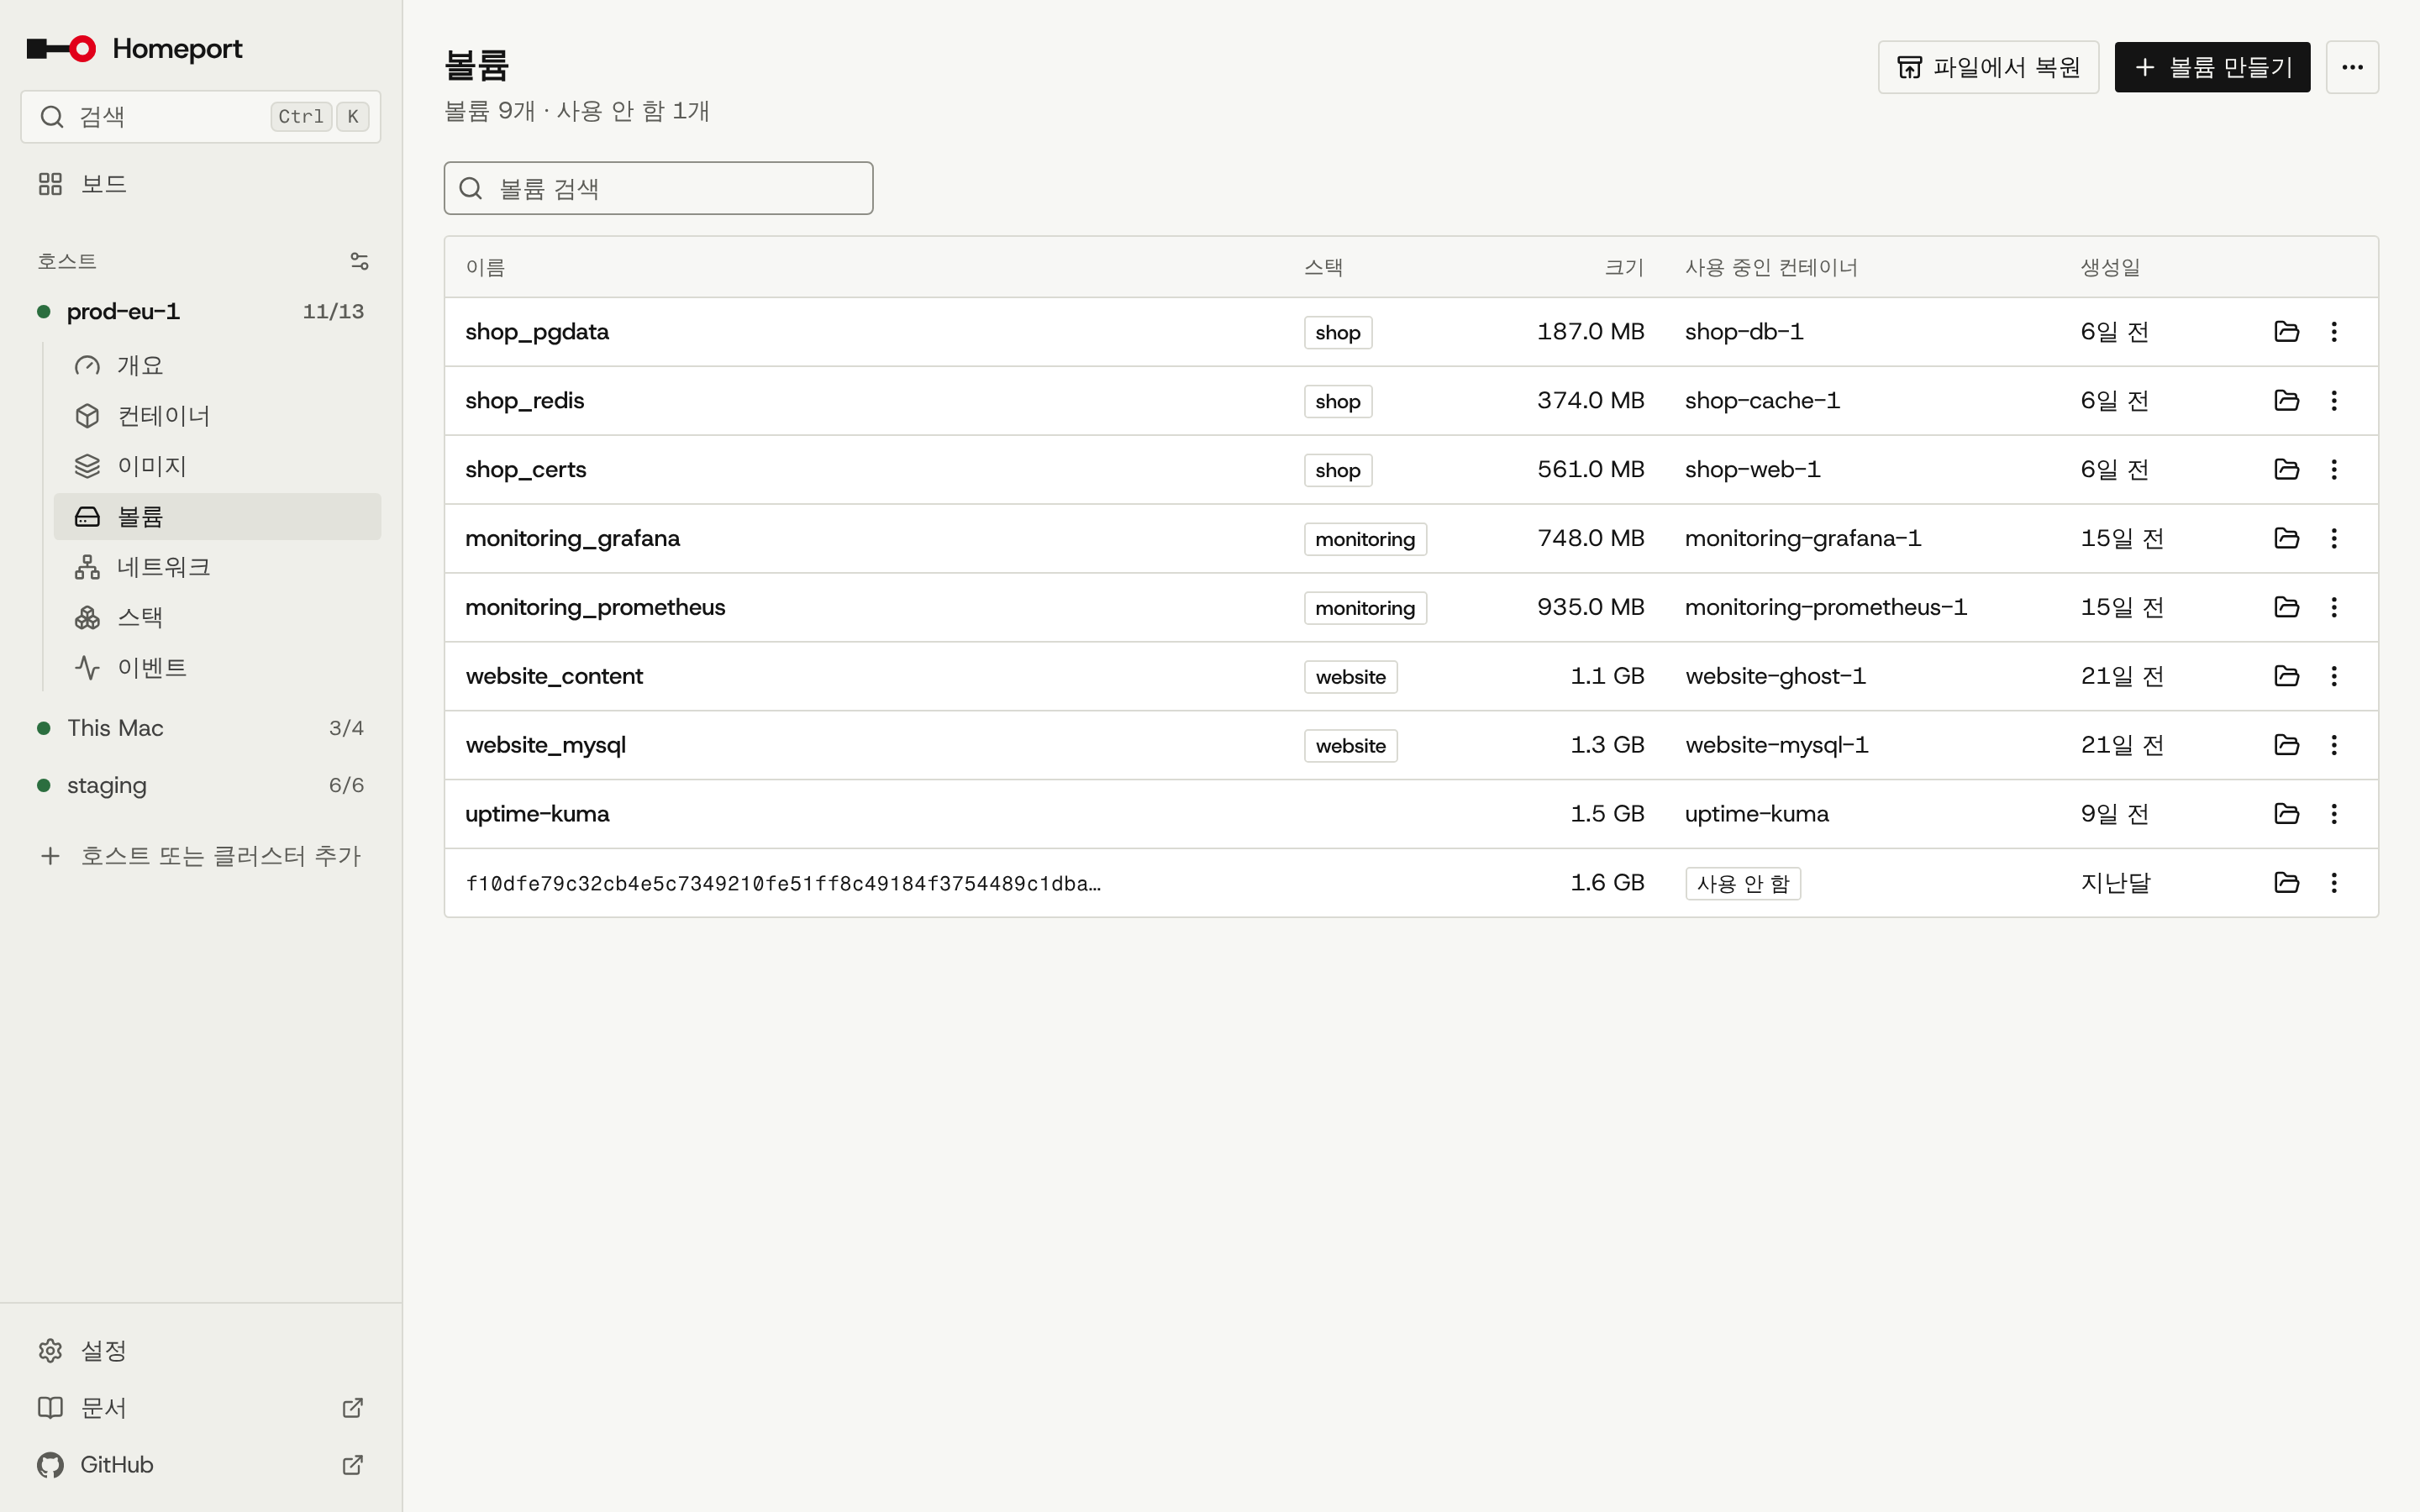 Homeport
검색 Ctrl K
보드
호스트
prod-eu-1 11/13
개요
컨테이너
이미지
볼륨
네트워크
스택
이벤트
This Mac 3/4
staging 6/6
호스트 또는 클러스터 추가
설정
문서
GitHub
볼륨
볼륨 9개 · 사용 안 함 1개
파일에서 복원
볼륨 만들기
볼륨 검색
이름 스택 크기 사용 중인 컨테이너 생성일
shop_pgdata shop 187.0 MB shop-db-1 6일 전
shop_redis shop 374.0 MB shop-cache-1 6일 전
shop_certs shop 561.0 MB shop-web-1 6일 전
monitoring_grafana monitoring 748.0 MB monitoring-grafana-1 15일 전
monitoring_prometheus monitoring 935.0 MB monitoring-prometheus-1 15일 전
website_content website 1.1 GB website-ghost-1 21일 전
website_mysql website 1.3 GB website-mysql-1 21일 전
uptime-kuma 1.5 GB uptime-kuma 9일 전
f10dfe79c32cb4e5c7349210fe51ff8c49184f3754489c1dba… 1.6 GB 사용 안 함 지난달